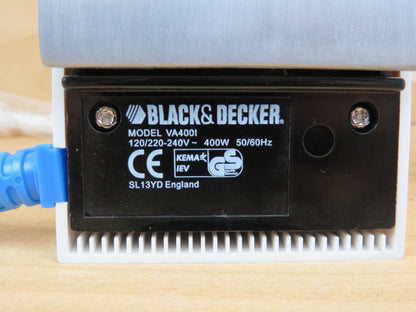 BLACK& DECKER.
MODEL VA400I
120/220-240V ~ 400W 50/60Hz
CE KEMA IEV GS
SL13YD England